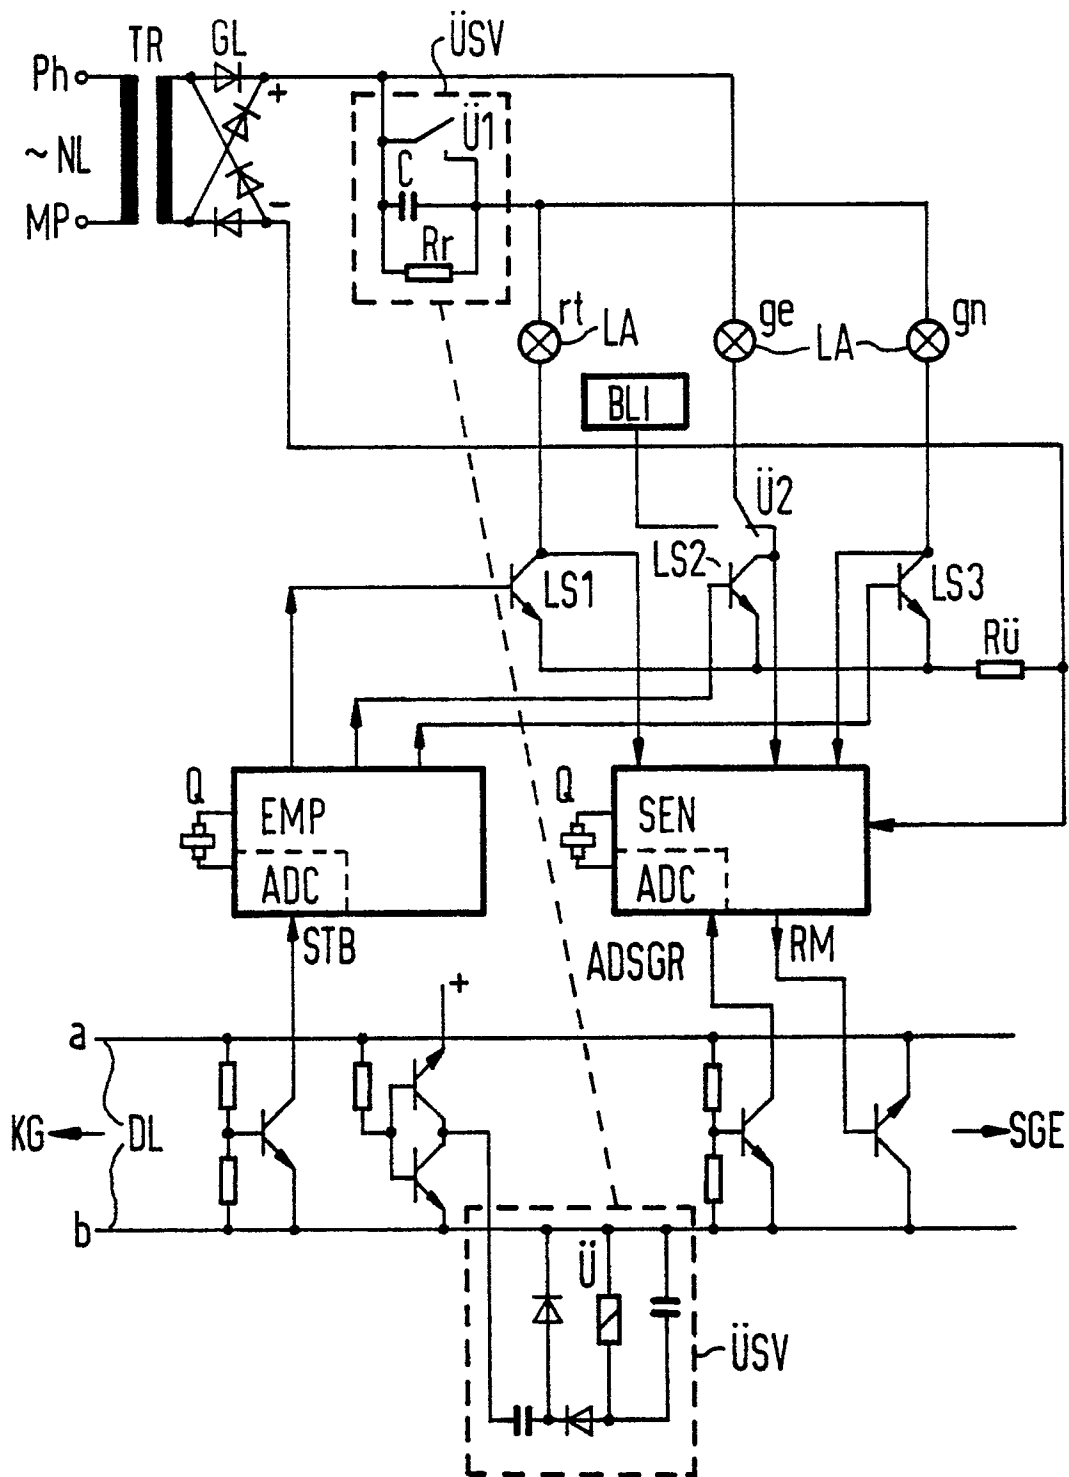 TR
GL
ÜSV
Ph
+
Ü1
~ NL
C
MP
−
Rr
rt
LA
ge
LA
gn
BLI
Ü2
LS1
LS2
LS3
Rü
Q
EMP
ADC
Q
SEN
ADC
STB
ADSGR
RM
+
a
KG
DL
SGE
b
Ü
ÜSV